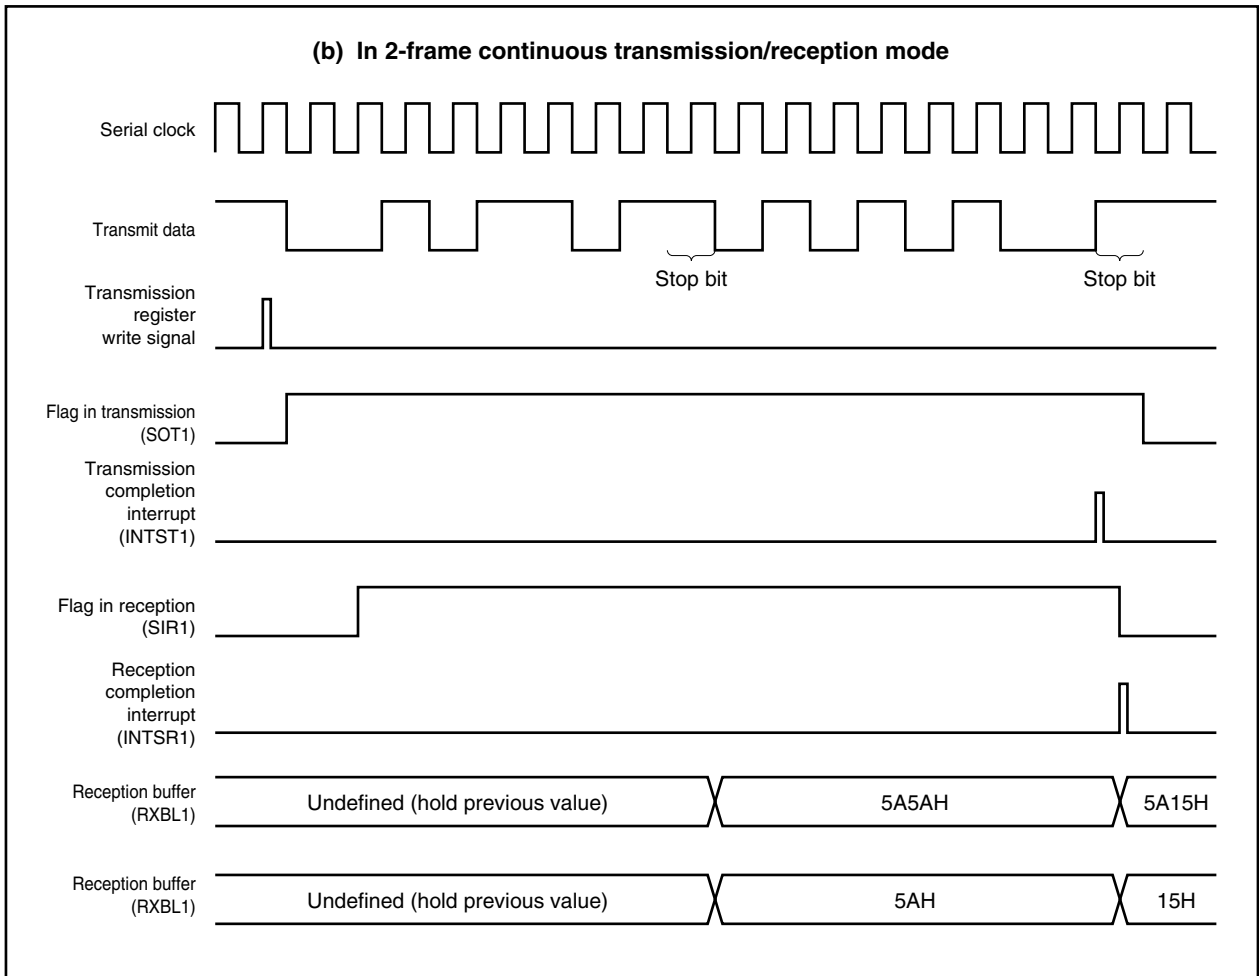 (b) In 2-frame continuous transmission/reception mode
Serial clock
Transmit data
Stop bit
Stop bit
Transmission
register
write signal
Flag in transmission
(SOT1)
Transmission
completion
interrupt
(INTST1)
Flag in reception
(SIR1)
Reception
completion
interrupt
(INTSR1)
Reception buffer
(RXBL1)
Undefined (hold previous value)
5A5AH
5A15H
Reception buffer
(RXBL1)
Undefined (hold previous value)
5AH
15H